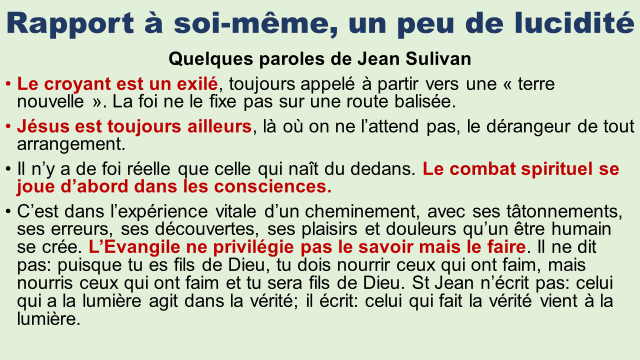 Rapport à soi-même, un peu de lucidité
Quelques paroles de Jean Sulivan
• Le croyant est un exilé, toujours appelé à partir vers une « terre
nouvelle ». La foi ne le fixe pas sur une route balisée.
• Jésus est toujours ailleurs, là où on ne l'attend pas, le dérangeur de tout
arrangement.
• Il n'y a de foi réelle que celle qui naît du dedans. Le combat spirituel se
joue d'abord dans les consciences.
• C'est dans l'expérience vitale d'un cheminement, avec ses tâtonnements,
ses erreurs, ses découvertes, ses plaisirs et douleurs qu'un être humain
se crée. L'Evangile ne privilégie pas le savoir mais le faire. Il ne dit
pas: puisque tu es fils de Dieu, tu dois nourrir ceux qui ont faim, mais
nourris ceux qui ont faim et tu sera fils de Dieu. St Jean n'écrit pas: celui
qui a la lumière agit dans la vérité; il écrit: celui qui fait la vérité vient à la
lumière.